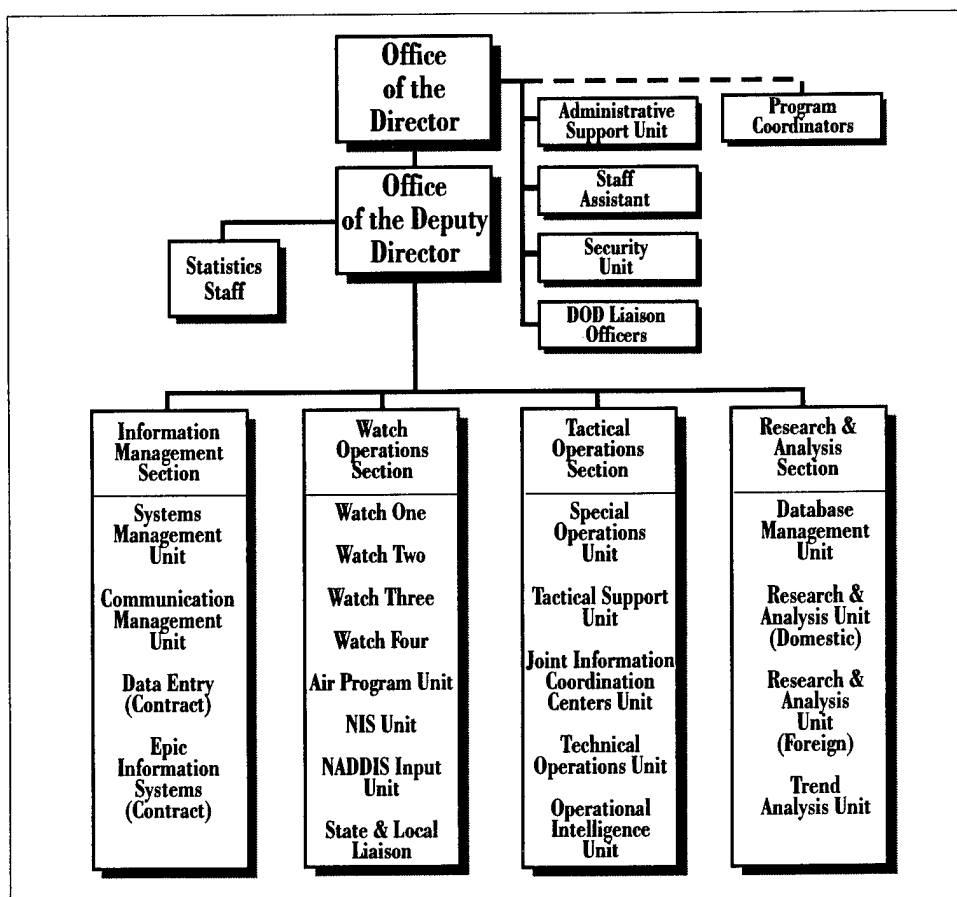 Office
of the
Director
Administrative
Support Unit
Program
Coordinators
Staff
Assistant
Office
of the Deputy
Director
Security
Unit
Statistics
Staff
DOD Liaison
Officers
Information
Management
Section
Systems
Management
Unit
Communication
Management
Unit
Data Entry
(Contract)
Epic
Information
Systems
(Contract)
Watch
Operations
Section
Watch One
Watch Two
Watch Three
Watch Four
Air Program Unit
NIS Unit
NADDIS Input
Unit
State & Local
Liaison
Tactical
Operations
Section
Special
Operations
Unit
Tactical Support
Unit
Joint Information
Coordination
Centers Unit
Technical
Operations Unit
Operational
Intelligence
Unit
Research &
Analysis
Section
Database
Management
Unit
Research &
Analysis Unit
(Domestic)
Research &
Analysis
Unit
(Foreign)
Trend
Analysis Unit